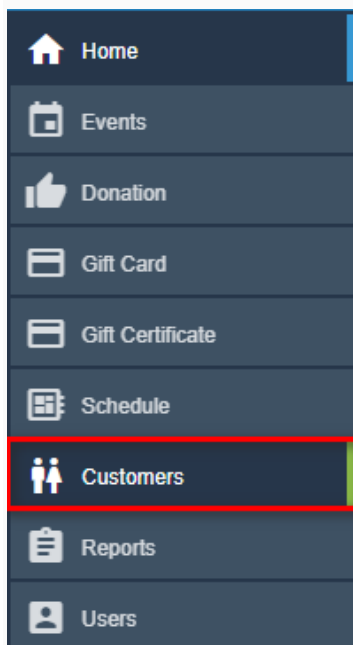 Home
Events
Donation
Gift Card
Gift Certificate
Schedule
Customers
Reports
Users